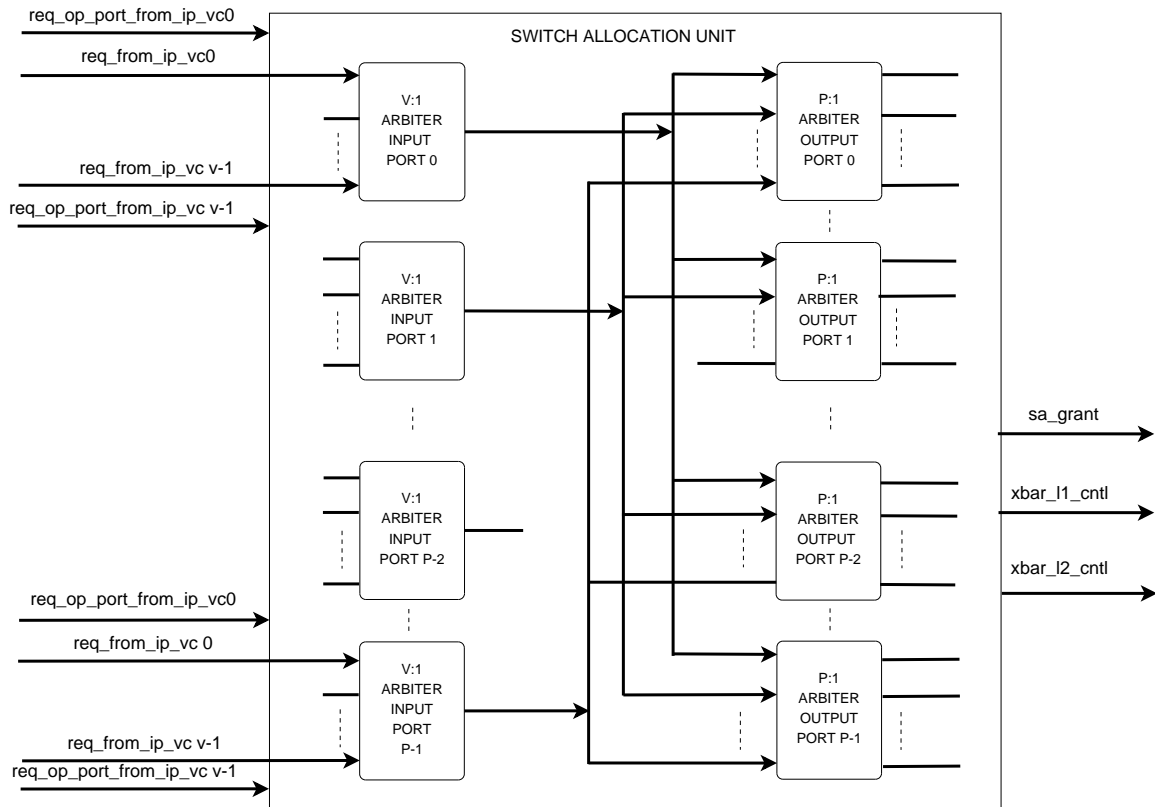 req_op_port_from_ip_vc0
SWITCH ALLOCATION UNIT
req_from_ip_vc0
V:1
ARBITER
INPUT
PORT 0
P:1
ARBITER
OUTPUT
PORT 0
req_from_ip_vc v-1
req_op_port_from_ip_vc v-1
V:1
ARBITER
INPUT
PORT 1
P:1
ARBITER
OUTPUT
PORT 1
sa_grant
V:1
ARBITER
INPUT
PORT P-2
P:1
ARBITER
OUTPUT
PORT P-2
xbar_l1_cntl
xbar_l2_cntl
req_op_port_from_ip_vc0
req_from_ip_vc 0
V:1
ARBITER
INPUT
PORT
P-1
P:1
ARBITER
OUTPUT
PORT P-1
req_from_ip_vc v-1
req_op_port_from_ip_vc v-1